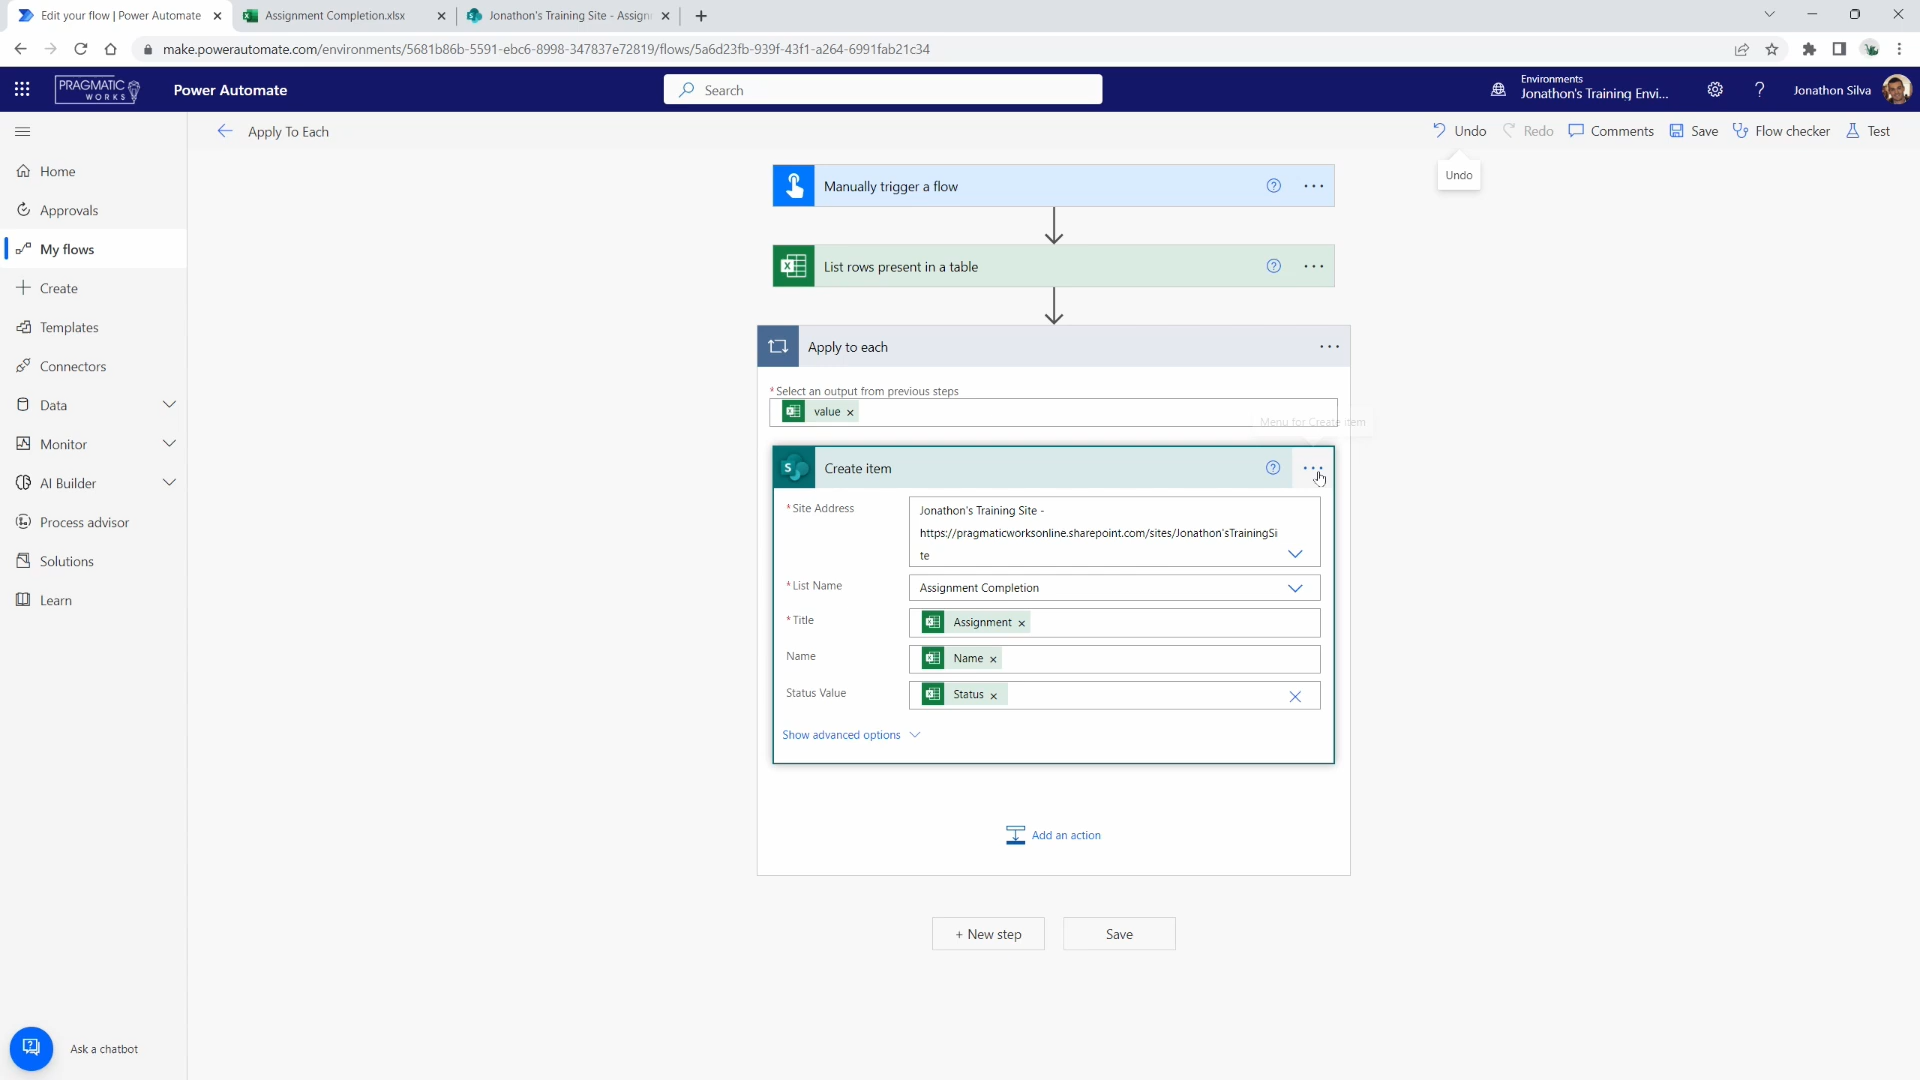 Edit your flow | Power Automate
Assignment Completion.xlsx
Jonathon's Training Site - Assign
make.powerautomate.com/environments/5681b86b-5591-ebc6-8998-347837e72819/flows/5a6d23fb-939f-43f1-a264-6991fab21c34
PRAGMATIC WORKS
Power Automate
Search
Environments
Jonathon's Training Envi...
Jonathon Silva
Apply To Each
Undo
Redo
Comments
Save
Flow checker
Test
Undo
Home
Approvals
My flows
Create
Templates
Connectors
Data
Monitor
AI Builder
Process advisor
Solutions
Learn
Ask a chatbot
Manually trigger a flow
List rows present in a table
Apply to each
* Select an output from previous steps
value
Menu for Create item
Create item
* Site Address
Jonathon's Training Site -
https://pragmaticworksonline.sharepoint.com/sites/Jonathon'sTrainingSi
te
* List Name
Assignment Completion
* Title
Assignment
Name
Name
Status Value
Status
Show advanced options
Add an action
+ New step
Save